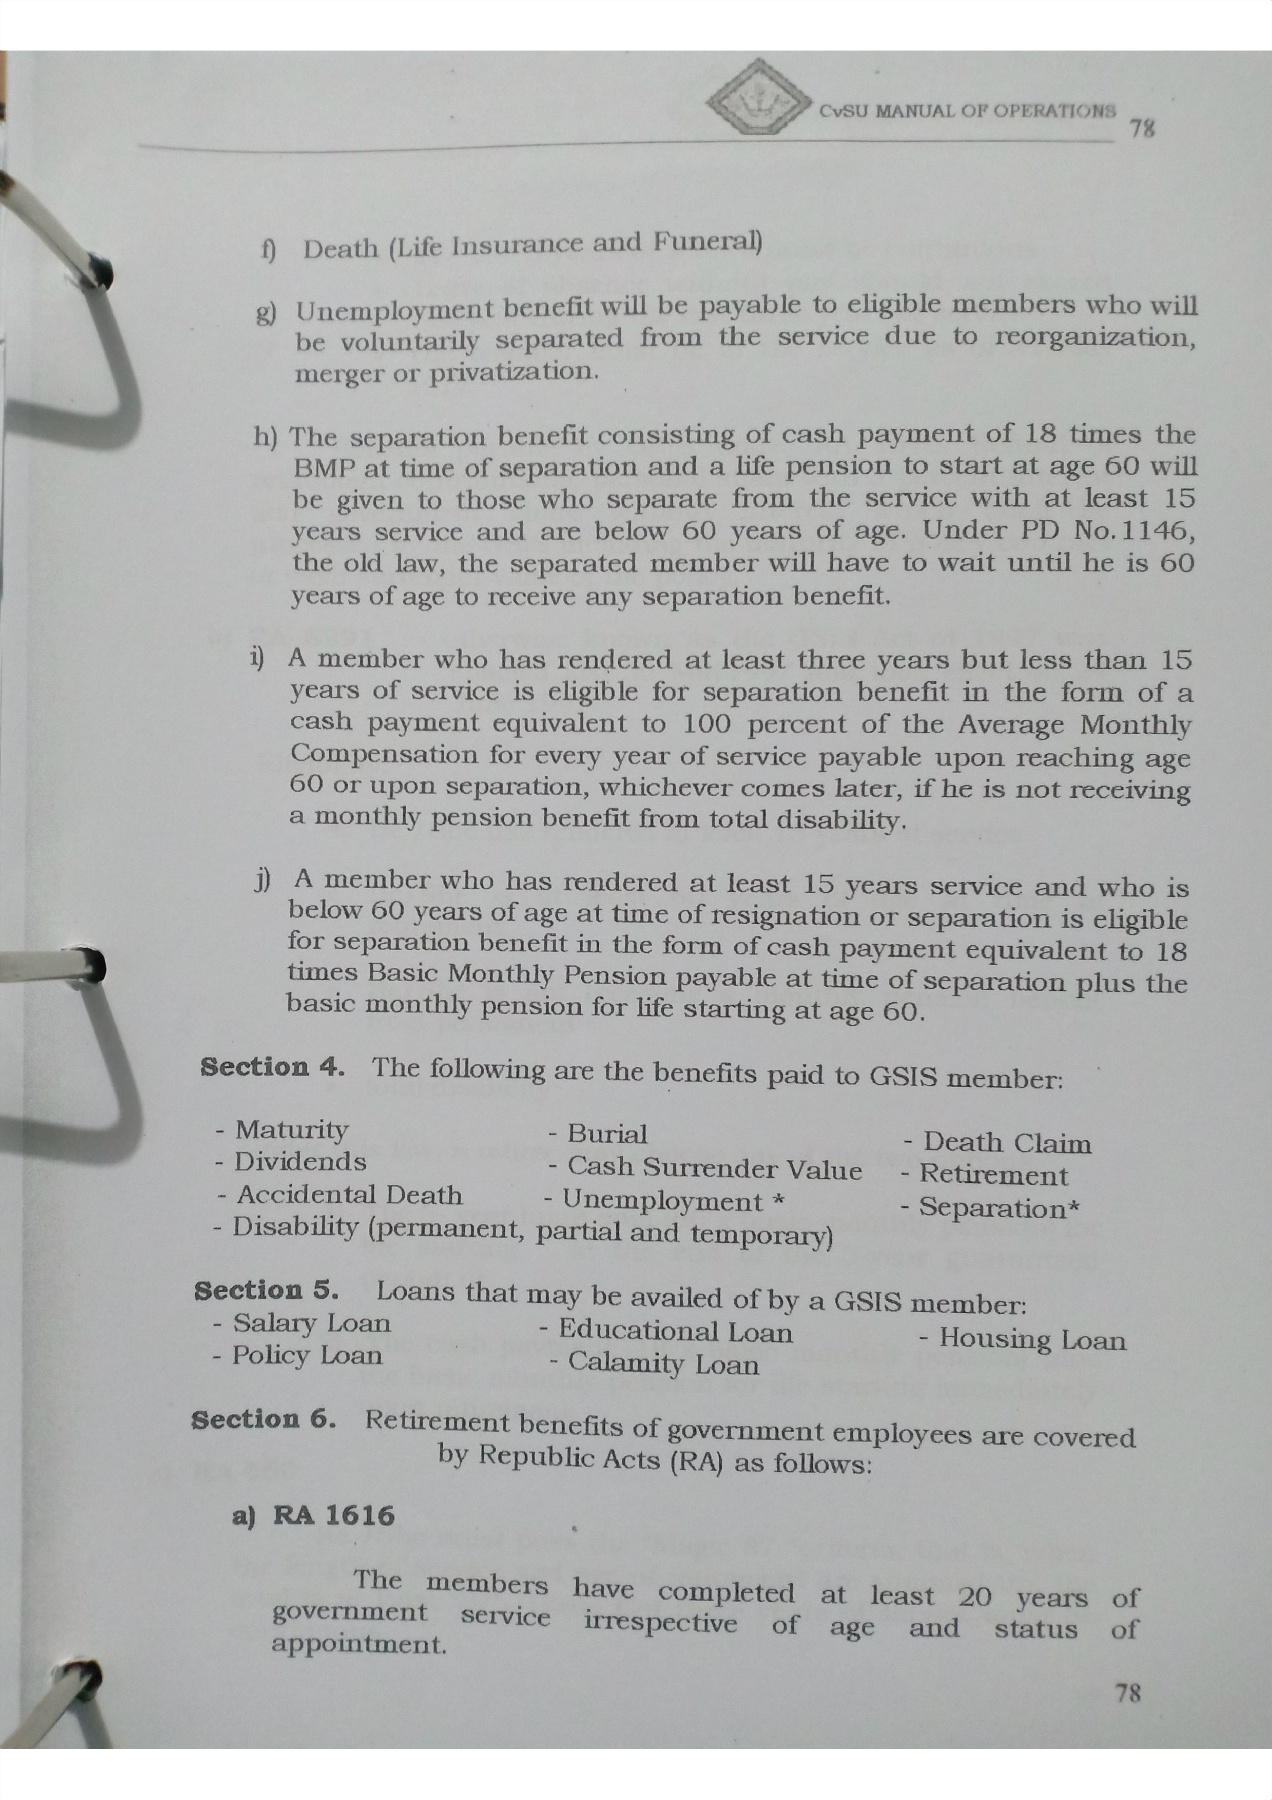 CvSU MANUAL OF OPERATIONS
78
f) Death (Life Insurance and Funeral)
g) Unemployment benefit will be payable to eligible members who will
be voluntarily separated from the service due to reorganization,
merger or privatization.
h) The separation benefit consisting of cash payment of 18 times the
BMP at time of separation and a life pension to start at age 60 will
be given to those who separate from the service with at least 15
years service and are below 60 years of age. Under PD No.1146,
the old law, the separated member will have to wait until he is 60
years of age to receive any separation benefit.
i) A member who has rendered at least three years but less than 15
years of service is eligible for separation benefit in the form of a
cash payment equivalent to 100 percent of the Average Monthly
Compensation for every year of service payable upon reaching age
60 or upon separation, whichever comes later, if he is not receiving
a monthly pension benefit from total disability.
j) A member who has rendered at least 15 years service and who is
below 60 years of age at time of resignation or separation is eligible
for separation benefit in the form of cash payment equivalent to 18
times Basic Monthly Pension payable at time of separation plus the
basic monthly pension for life starting at age 60.
Section 4. The following are the benefits paid to GSIS member:
- Maturity - Burial - Death Claim
- Dividends - Cash Surrender Value - Retirement
- Accidental Death - Unemployment * - Separation*
- Disability (permanent, partial and temporary)
Section 5. Loans that may be availed of by a GSIS member:
- Salary Loan - Educational Loan - Housing Loan
- Policy Loan - Calamity Loan
Section 6. Retirement benefits of government employees are covered
by Republic Acts (RA) as follows:
a) RA 1616
The members have completed at least 20 years of
government service irrespective of age and status of
appointment.
78